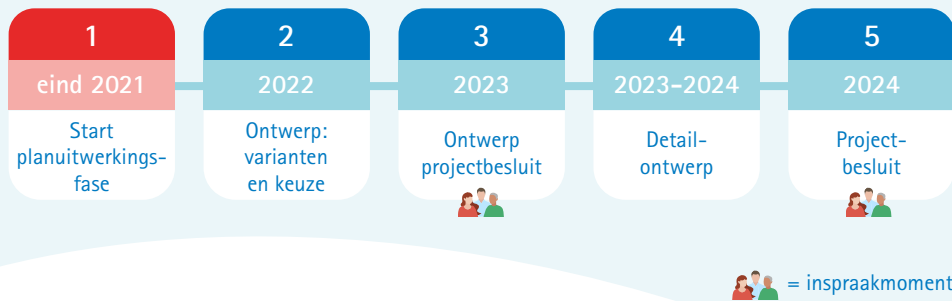 1
eind 2021
Start
planuitwerkings-
fase
2
2022
Ontwerp:
varianten
en keuze
3
2023
Ontwerp
projectbesluit
4
2023-2024
Detail-
ontwerp
5
2024
Project-
besluit
= inspraakmoment